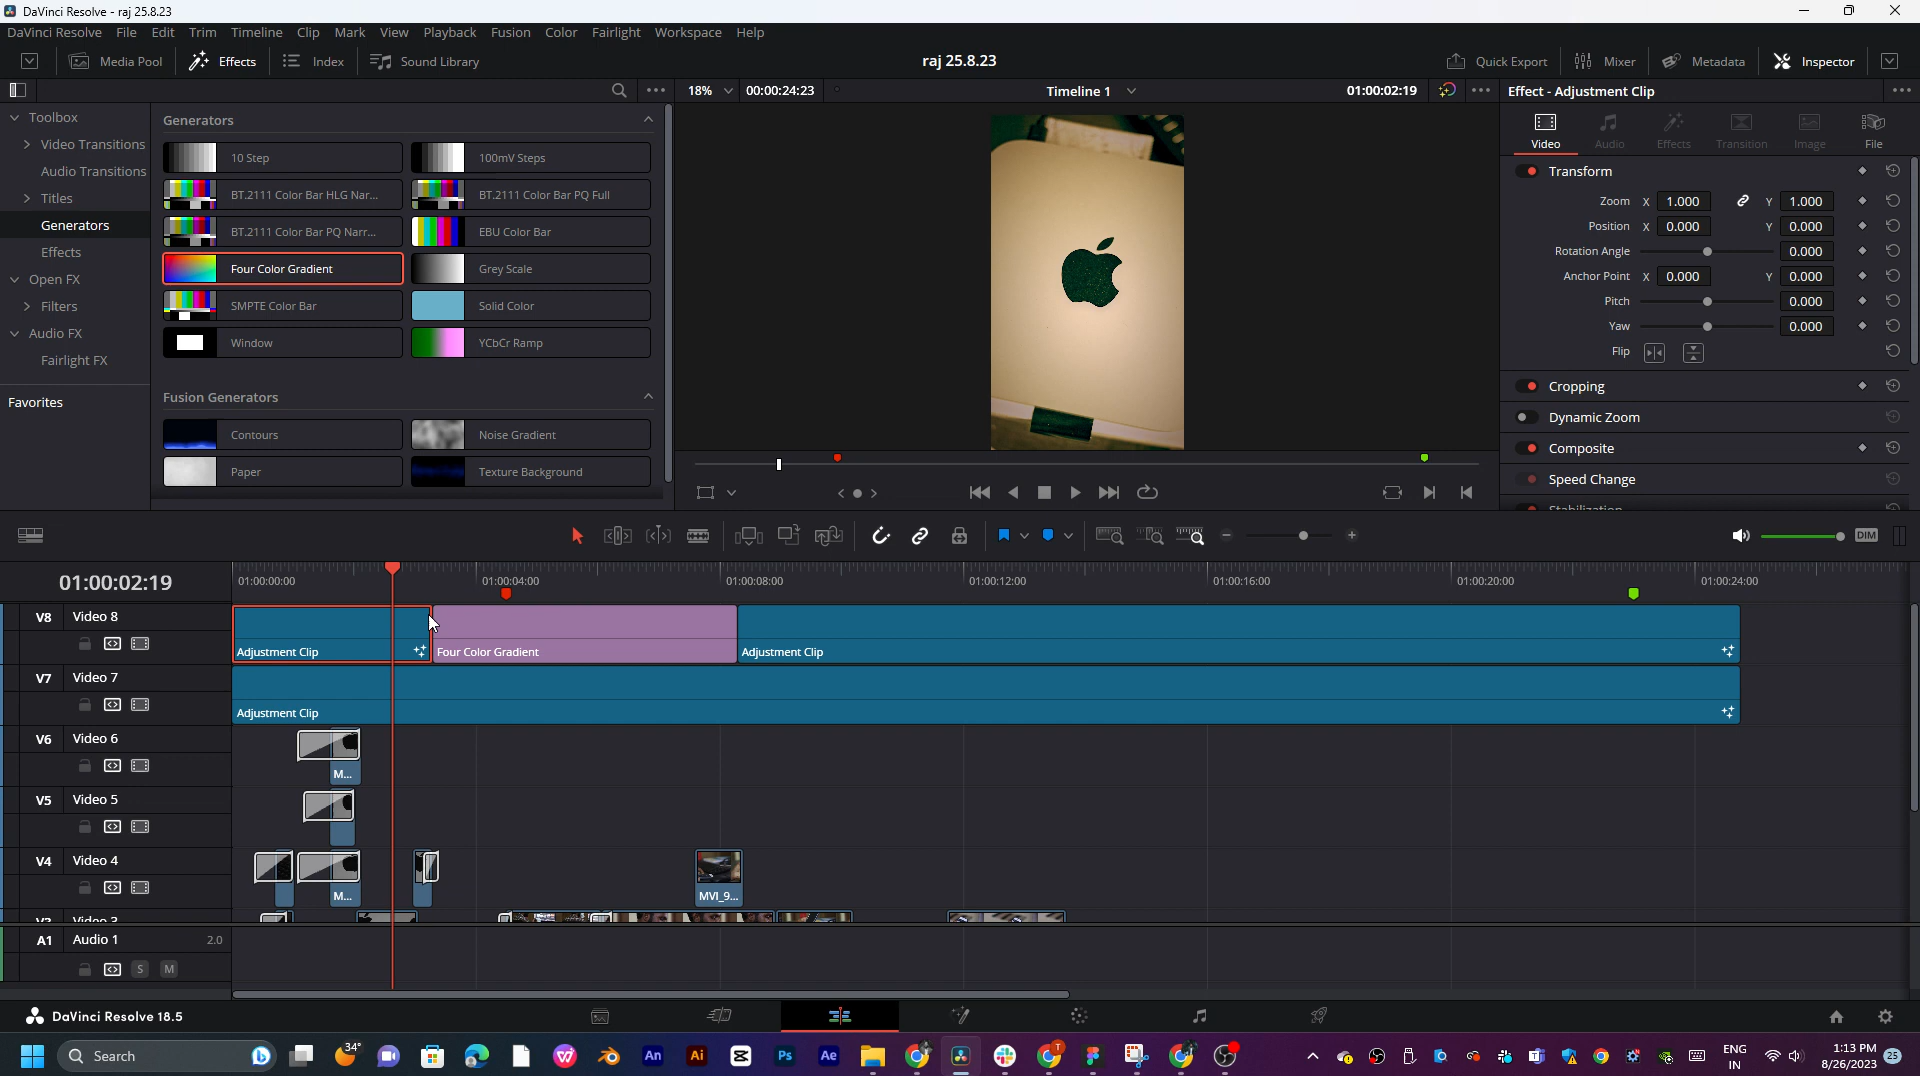 DaVinci Resolve - raj 25.8.23
DaVinci Resolve File Edit Trim Timeline Clip Mark View Playback Fusion Color Fairlight Workspace Help
Media Pool Effects Index Sound Library raj 25.8.23 Quick Export Mixer Metadata Inspector
18% 00:00:24:23 Timeline 1 01:00:02:19 Effect - Adjustment Clip
Toolbox
Video Transitions
Audio Transitions
Titles
Generators
Effects
Open FX
Filters
Audio FX
Fairlight FX
Favorites
Generators
10 Step 100mV Steps
BT.2111 Color Bar HLG Nar... BT.2111 Color Bar PQ Full
BT.2111 Color Bar PQ Narr... EBU Color Bar
Four Color Gradient Grey Scale
SMPTE Color Bar Solid Color
Window YCbCr Ramp
Fusion Generators
Contours Noise Gradient
Paper Texture Background
Video Audio Effects Transition Image File
Transform
Zoom X 1.000 Y 1.000
Position X 0.000 Y 0.000
Rotation Angle 0.000
Anchor Point X 0.000 Y 0.000
Pitch 0.000
Yaw 0.000
Flip
Cropping
Dynamic Zoom
Composite
Speed Change
Stabilization
DIM
01:00:02:19 01:00:00:00 01:00:04:00 01:00:08:00 01:00:12:00 01:00:16:00 01:00:20:00 01:00:24:00
V8 Video 8
Adjustment Clip Four Color Gradient Adjustment Clip
V7 Video 7
Adjustment Clip
V6 Video 6
M...
V5 Video 5
V4 Video 4
M... MVI_9...
V3 Video 3
A1 Audio 1 2.0
S M
DaVinci Resolve 18.5
Search 34° An Ai Ps Ae T ENG
IN
1:13 PM
8/26/2023 25